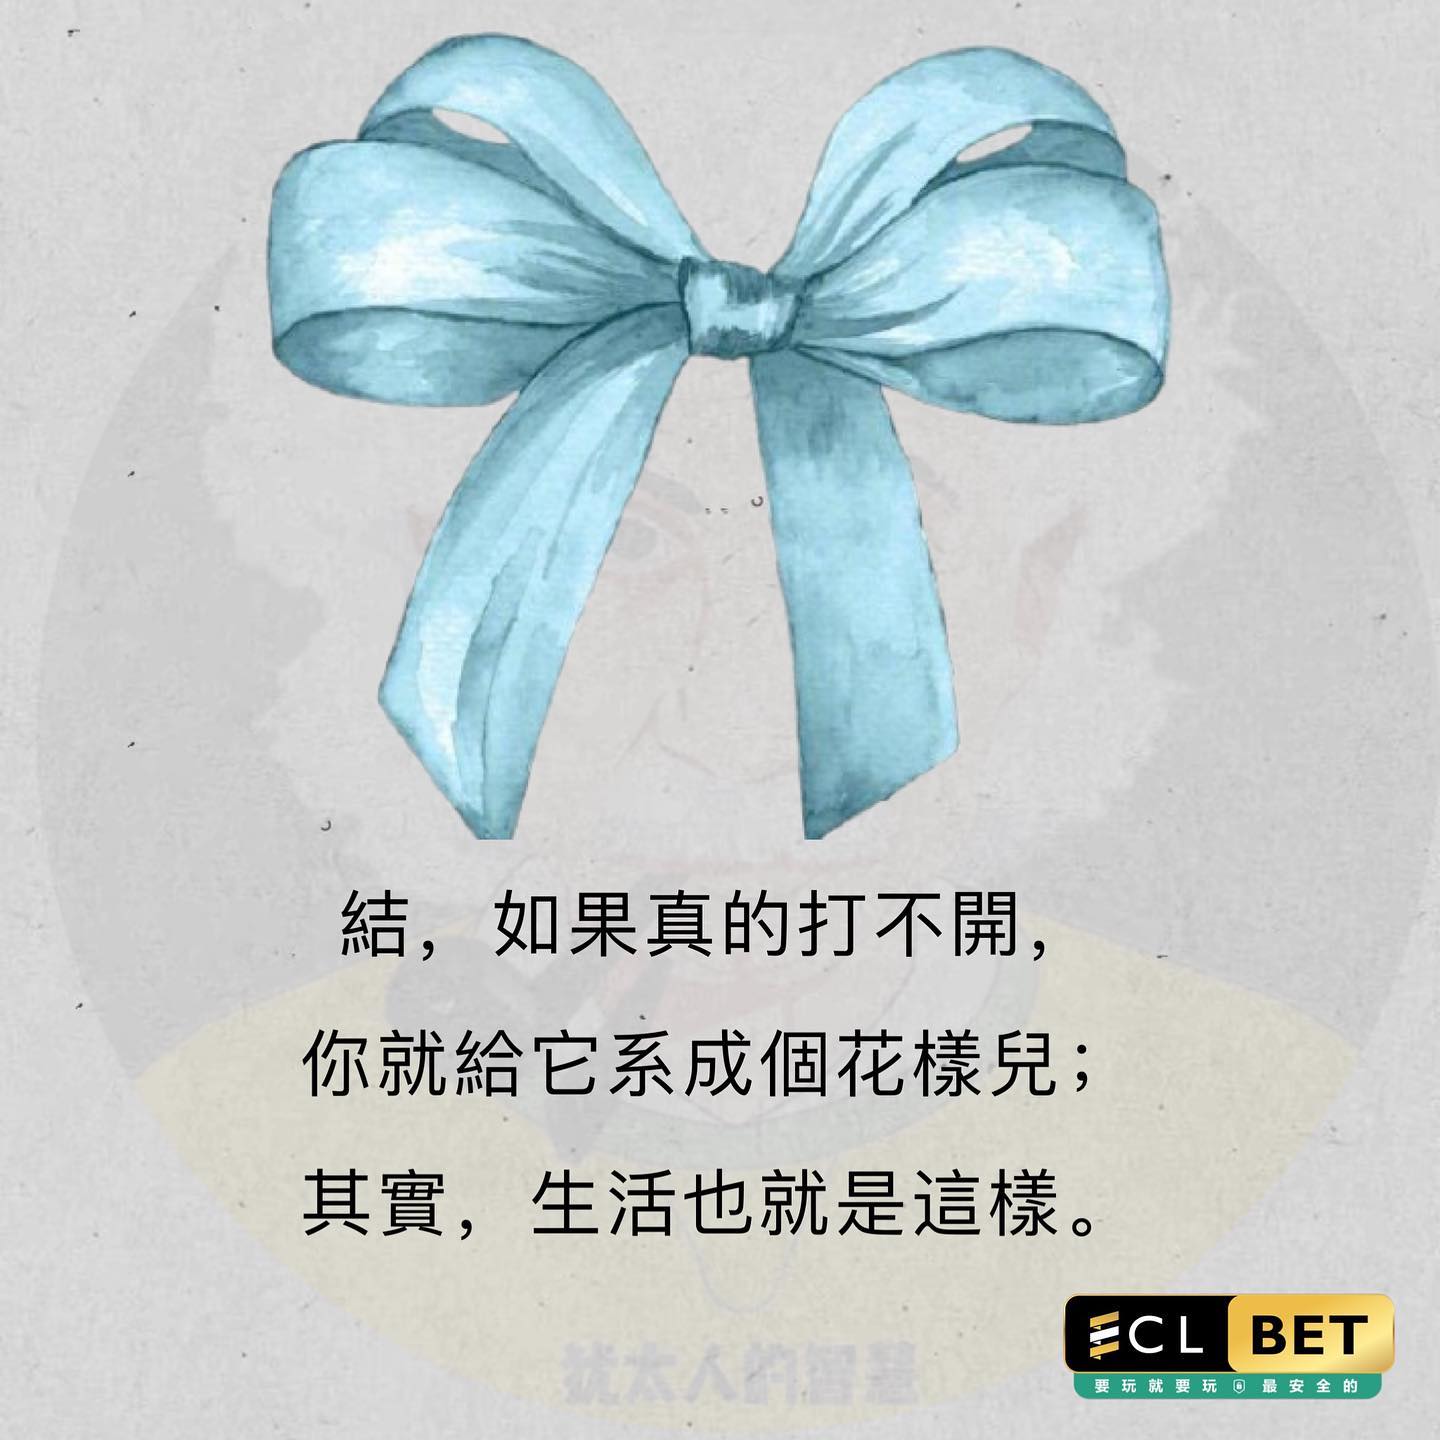 結，如果真的打不開，
你就給它系成個花樣兒；
其實，生活也就是這樣。
犹太人的智慧
ECL BET
要玩就要玩 最安全的